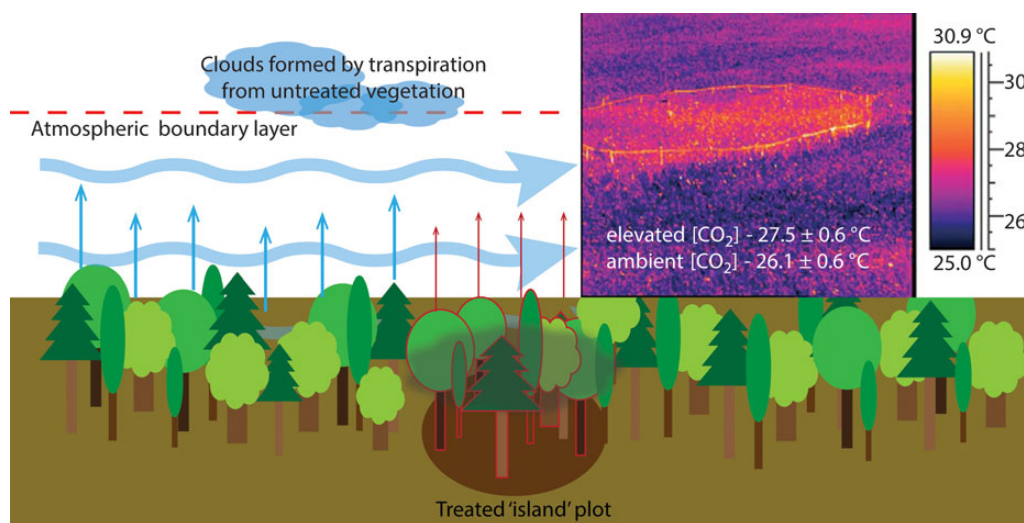 Clouds formed by transpiration
from untreated vegetation
Atmospheric boundary layer
elevated [CO₂] - 27.5 ± 0.6 °C
ambient [CO₂] - 26.1 ± 0.6 °C
30.9 °C
30
28
26
25.0 °C
Treated ‘island’ plot